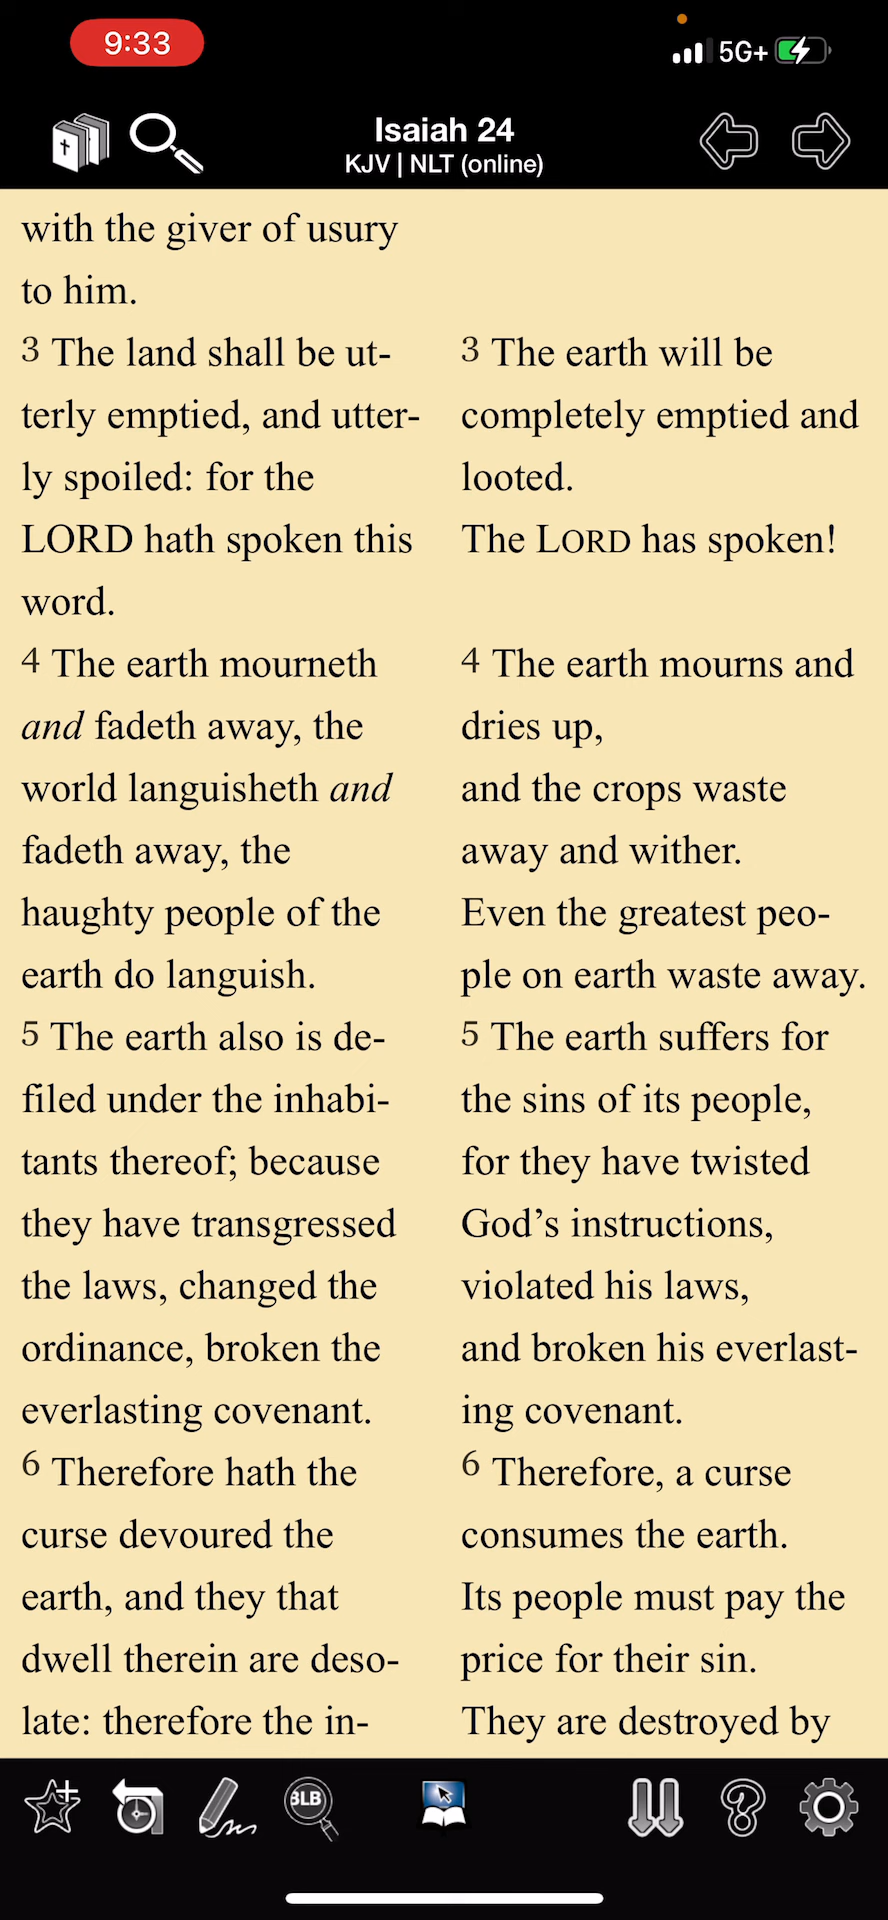 9:33
5G+
Isaiah 24
KJV | NLT (online)
with the giver of usury
to him.
3 The land shall be ut-
terly emptied, and utter-
ly spoiled: for the
LORD hath spoken this
word.
4 The earth mourneth
and fadeth away, the
world languisheth and
fadeth away, the
haughty people of the
earth do languish.
5 The earth also is de-
filed under the inhabi-
tants thereof; because
they have transgressed
the laws, changed the
ordinance, broken the
everlasting covenant.
6 Therefore hath the
curse devoured the
earth, and they that
dwell therein are deso-
late: therefore the in-
3 The earth will be
completely emptied and
looted.
The LORD has spoken!
4 The earth mourns and
dries up,
and the crops waste
away and wither.
Even the greatest peo-
ple on earth waste away.
5 The earth suffers for
the sins of its people,
for they have twisted
God’s instructions,
violated his laws,
and broken his everlast-
ing covenant.
6 Therefore, a curse
consumes the earth.
Its people must pay the
price for their sin.
They are destroyed by
BLB